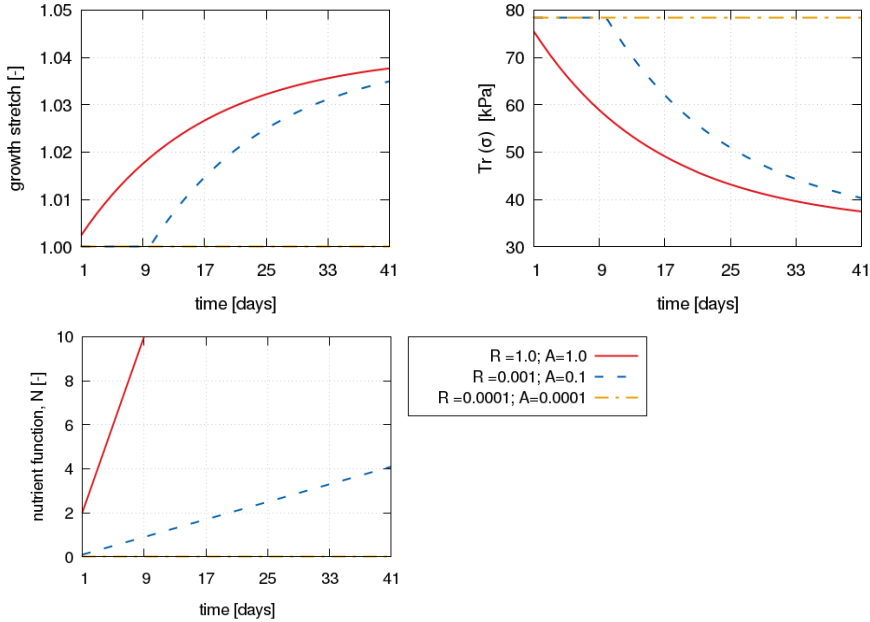 1.05
1.04
1.03
1.02
1.01
1.00
growth stretch [-]
1 9 17 25 33 41
time [days]
80
70
60
50
40
30
Tr (σ) [kPa]
1 9 17 25 33 41
time [days]
10
8
6
4
2
0
nutrient function, N [-]
1 9 17 25 33 41
time [days]
R =1.0; A=1.0
R =0.001; A=0.1
R =0.0001; A=0.0001